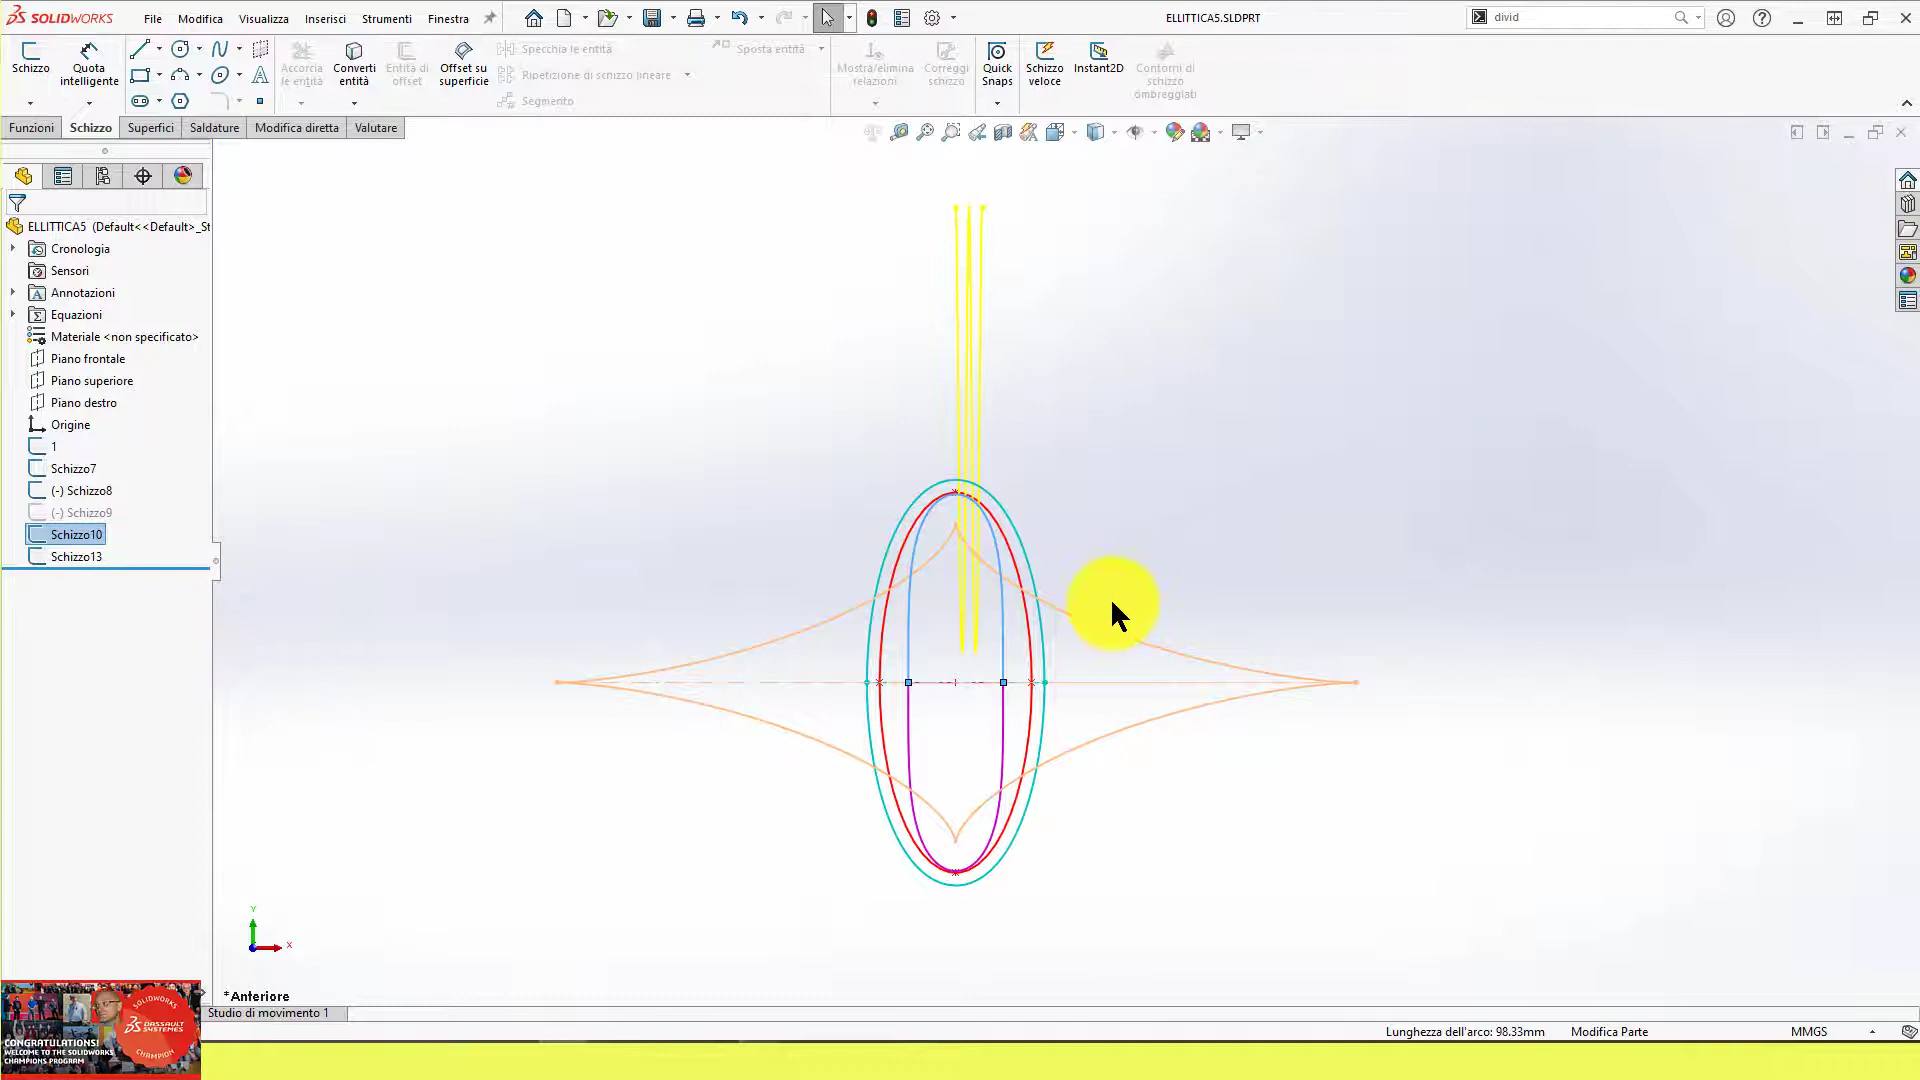 SOLIDWORKS
File
Modifica
Visualizza
Inserisci
Strumenti
Finestra
ELLITTICA5.SLDPRT
divid
Schizzo
Quota intelligente
Accorcia le entità
Converti entità
Entità di offset
Offset su superficie
Specchia le entità
Ripetizione di schizzo lineare
Segmento
Sposta entità
Mostra/elimina relazioni
Correggi schizzo
Quick Snaps
Schizzo veloce
Instant2D
Contorni di schizzo ombreggiati
Funzioni
Schizzo
Superfici
Saldature
Modifica diretta
Valutare
ELLITTICA5 (Default<<Default>_St
Cronologia
Sensori
Annotazioni
Equazioni
Materiale <non specificato>
Piano frontale
Piano superiore
Piano destro
Origine
1
Schizzo7
(-) Schizzo8
(-) Schizzo9
Schizzo10
Schizzo13
Y
X
*Anteriore
Studio di movimento 1
SOLIDWORKS
DASSAULT SYSTEMES
CHAMPION
CONGRATULATIONS!
WELCOME TO THE SOLIDWORKS
CHAMPIONS PROGRAM
Lunghezza dell'arco: 98.33mm
Modifica Parte
MMGS